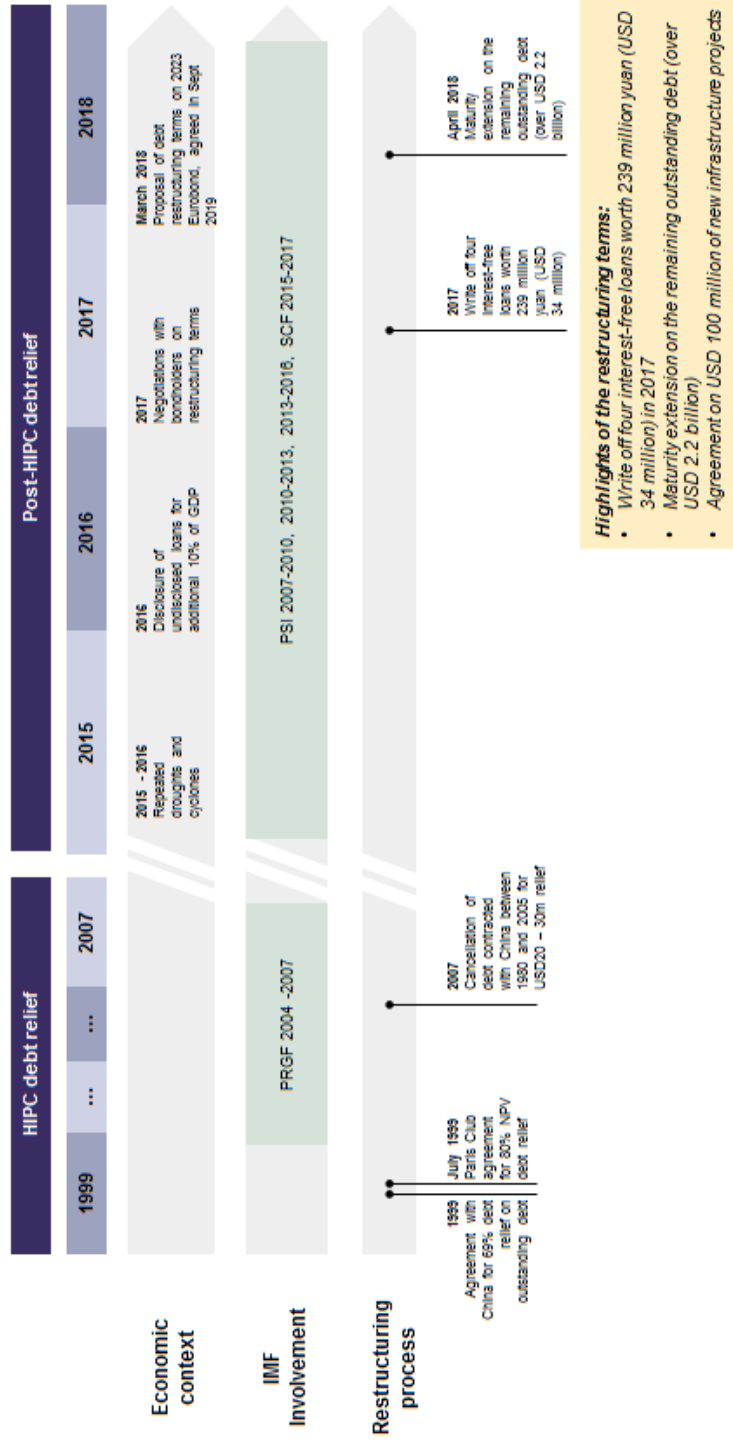 HIPC debt relief
Post-HIPC debt relief
1999
...
...
2007
2015
2016
2017
2018
Economic
context
2015 - 2016
Repeated
droughts and
cyclones
2016
Disclosure of
undisclosed loans for
additional 10% of GDP
2017
Negotiations with
bondholders on
restructuring terms
March 2018
Proposal of debt
restructuring terms on 2023
Eurobond, agreed in Sept
2019
IMF
Involvement
PRGF 2004 -2007
PSI 2007-2010, 2010-2013, 2013-2016, SCF 2015-2017
Restructuring
process
1999
Agreement with
China for 69% debt
relief on
outstanding debt
July 1999
Paris Club
agreement
for 80% NPV
debt relief
2007
Cancellation of
debt contracted
with China between
1980 and 2005 for
USD20 – 30m relief
2017
Write off four
interest-free
loans worth
239 million
yuan (USD
34 million)
April 2018
Maturity
extension on the
remaining
outstanding debt
(over USD 2.2
billion)
Highlights of the restructuring terms:
• Write off four interest-free loans worth 239 million yuan (USD
34 million) in 2017
• Maturity extension on the remaining outstanding debt (over
USD 2.2 billion)
• Agreement on USD 100 million of new infrastructure projects